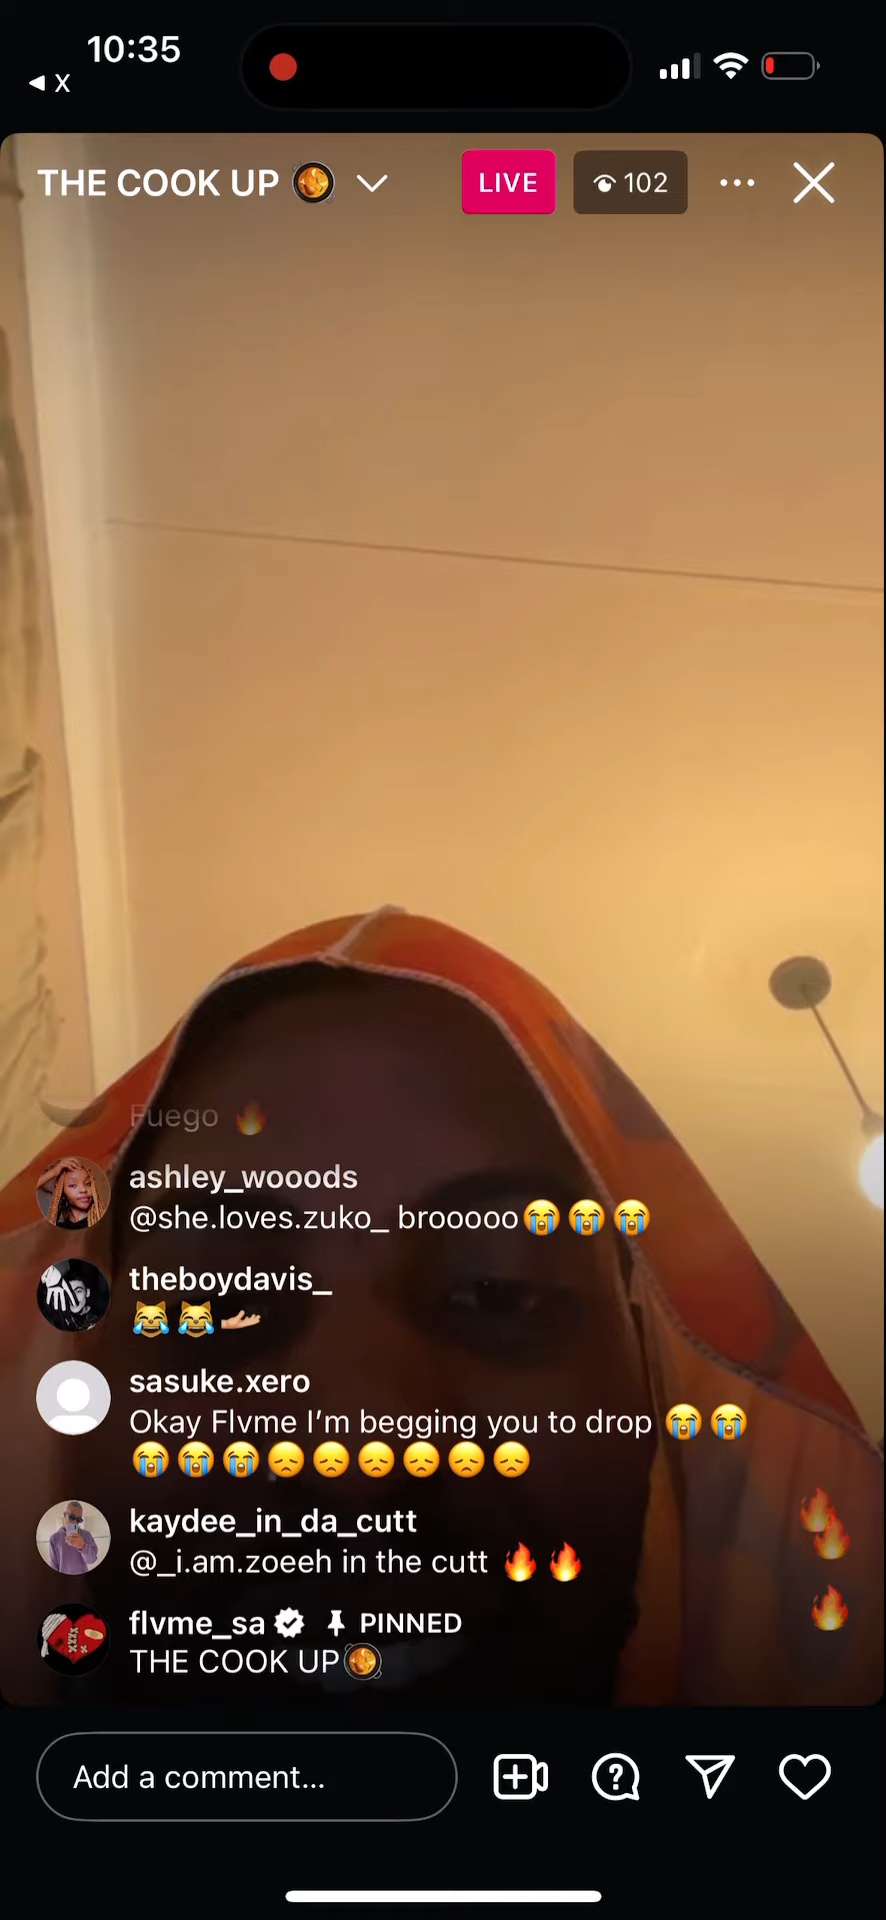 10:35
◀ X
THE COOK UP 🥘
LIVE
102
Fuego 🔥
ashley_wooods
@she.loves.zuko_ brooooo😭😭😭
theboydavis_
😹😹🫴🏼
sasuke.xero
Okay Flvme I’m begging you to drop 😭😭
😭😭😭😞😞😞😞😞😞
kaydee_in_da_cutt
@_i.am.zoeeh in the cutt 🔥🔥
flvme_sa PINNED
THE COOK UP🥘
Add a comment...